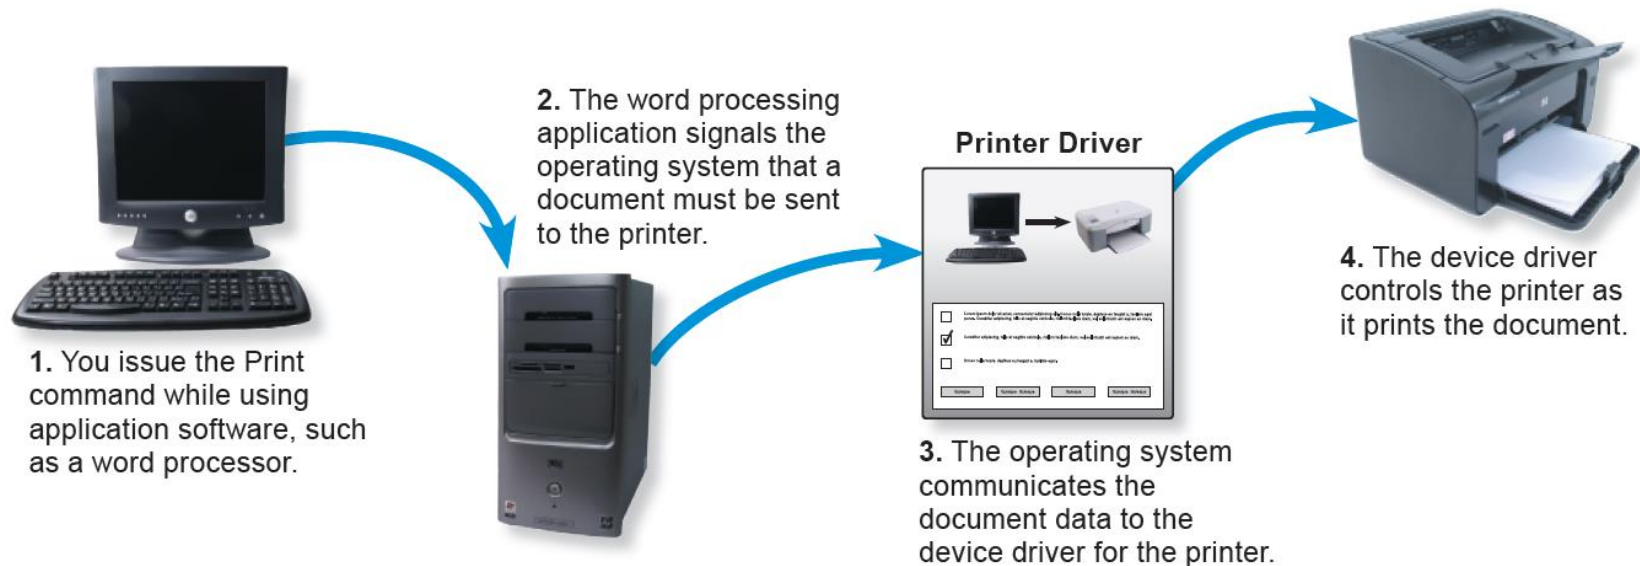 1. You issue the Print
command while using
application software, such
as a word processor.
2. The word processing
application signals the
operating system that a
document must be sent
to the printer.
Printer Driver
3. The operating system
communicates the
document data to the
device driver for the printer.
4. The device driver
controls the printer as
it prints the document.